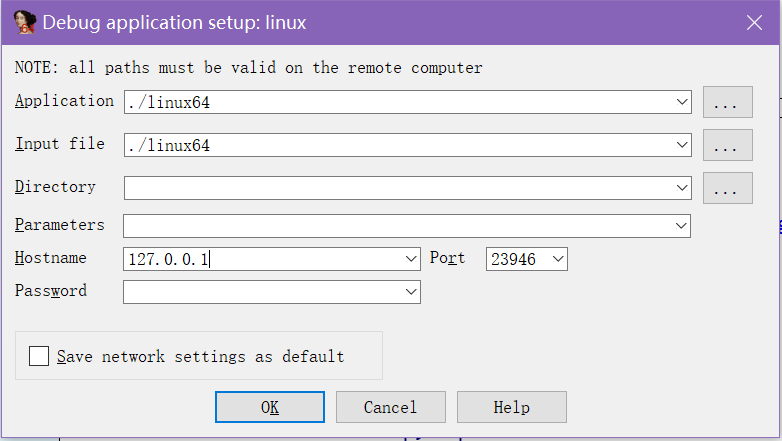 Debug application setup: linux
NOTE: all paths must be valid on the remote computer
Application ./linux64 ...
Input file ./linux64 ...
Directory ...
Parameters
Hostname 127.0.0.1 Port 23946
Password
Save network settings as default
OK Cancel Help